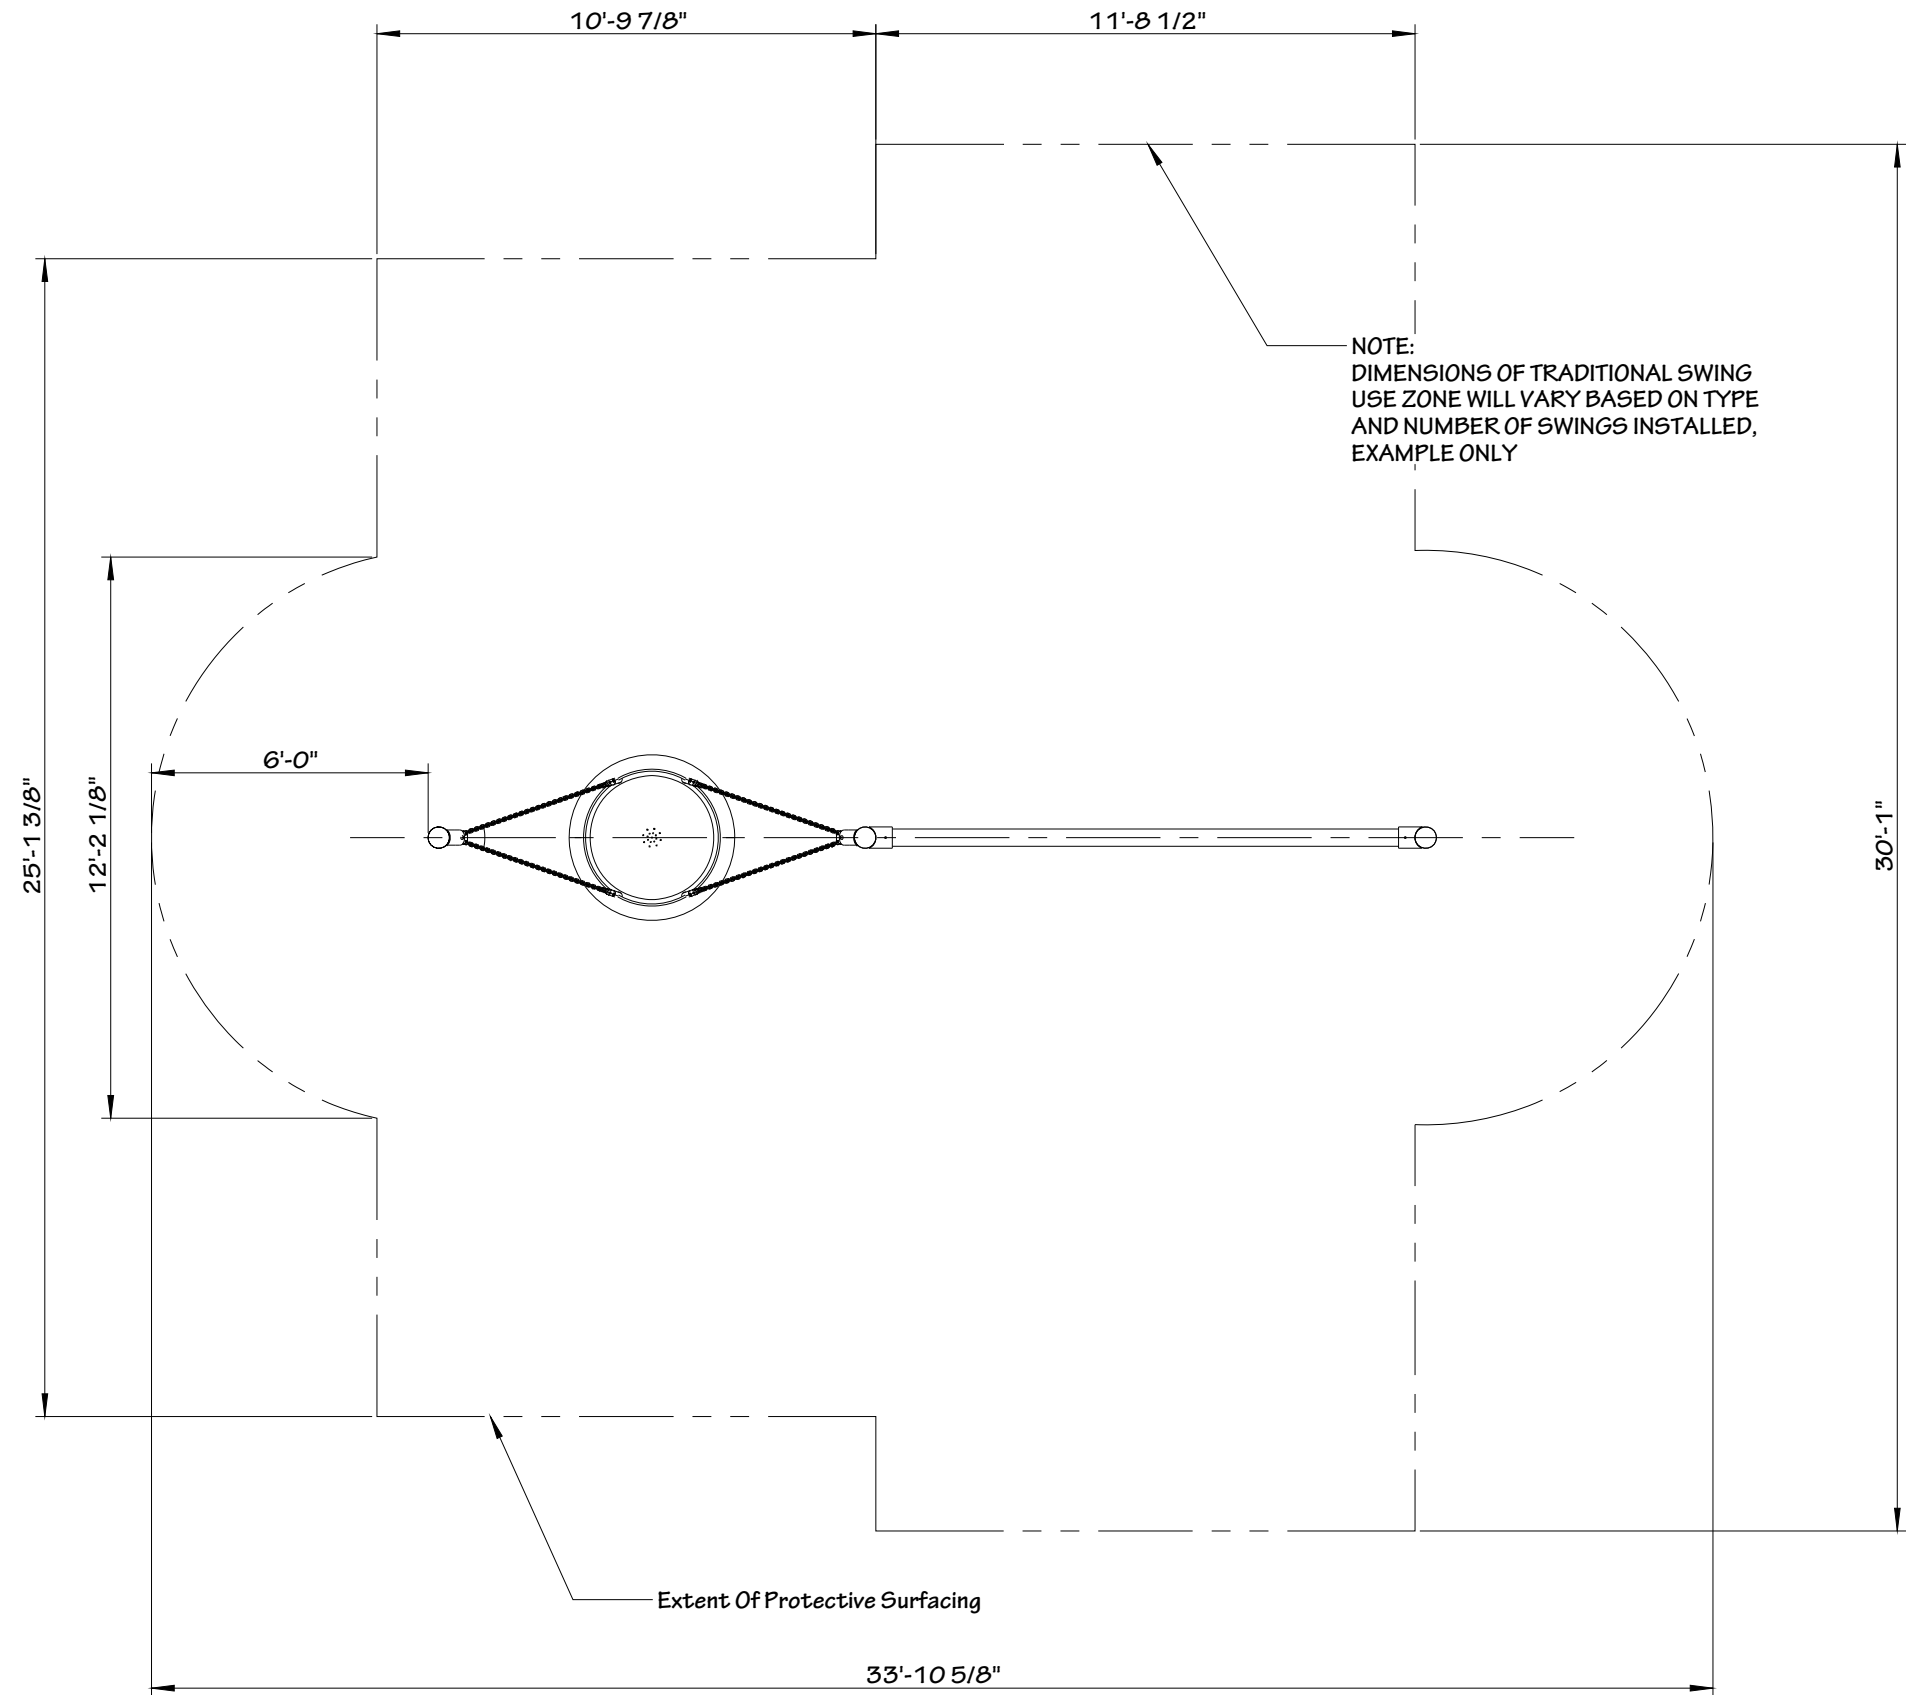 10'-9 7/8"
11'-8 1/2"
NOTE:
DIMENSIONS OF TRADITIONAL SWING
USE ZONE WILL VARY BASED ON TYPE
AND NUMBER OF SWINGS INSTALLED,
EXAMPLE ONLY
6'-0"
25'-1 3/8"
12'-2 1/8"
30'-1"
Extent Of Protective Surfacing
33'-10 5/8"